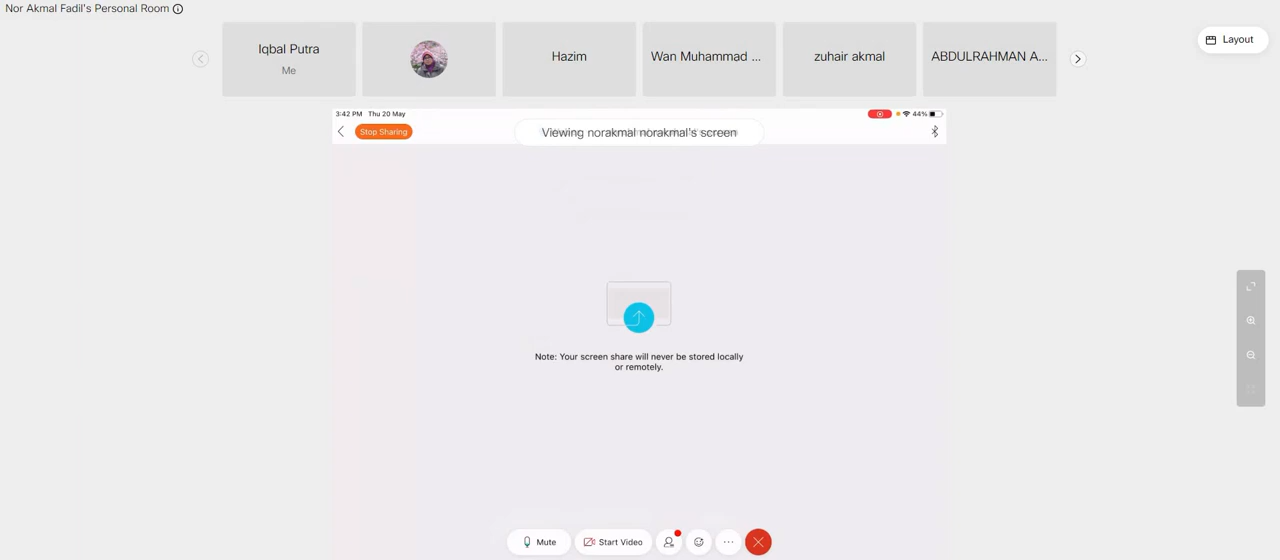 Nor Akmal Fadil's Personal Room
Iqbal Putra
Me
Hazim
Wan Muhammad ...
zuhair akmal
ABDULRAHMAN A...
Layout
3:42 PM Thu 20 May
44%
Stop Sharing
Viewing norakmal norakmal's screen
Note: Your screen share will never be stored locally
or remotely.
Mute
Start Video